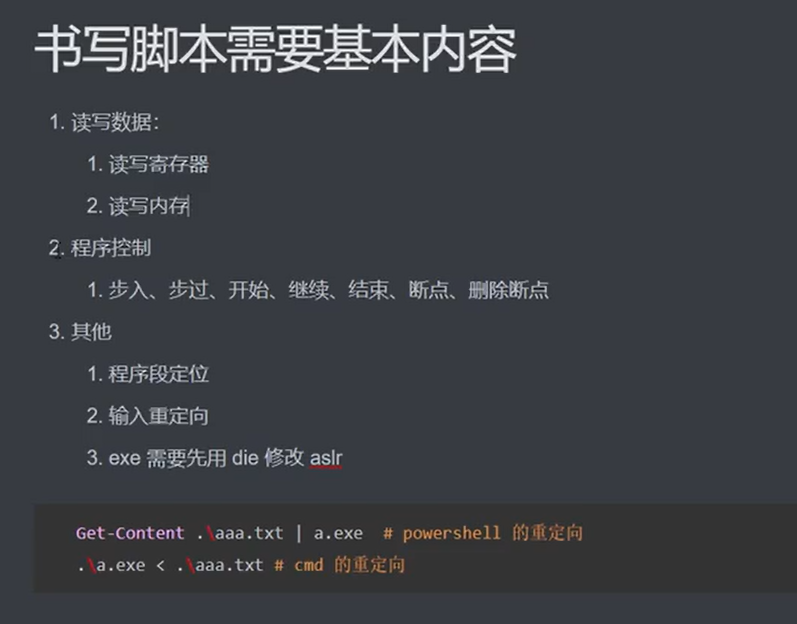 书写脚本需要基本内容
1. 读写数据：
1. 读写寄存器
2. 读写内存
2. 程序控制
1. 步入、步过、开始、继续、结束、断点、删除断点
3. 其他
1. 程序段定位
2. 输入重定向
3. exe 需要先用 die 修改 aslr
Get-Content .\aaa.txt | a.exe  # powershell 的重定向
.\a.exe < .\aaa.txt # cmd 的重定向